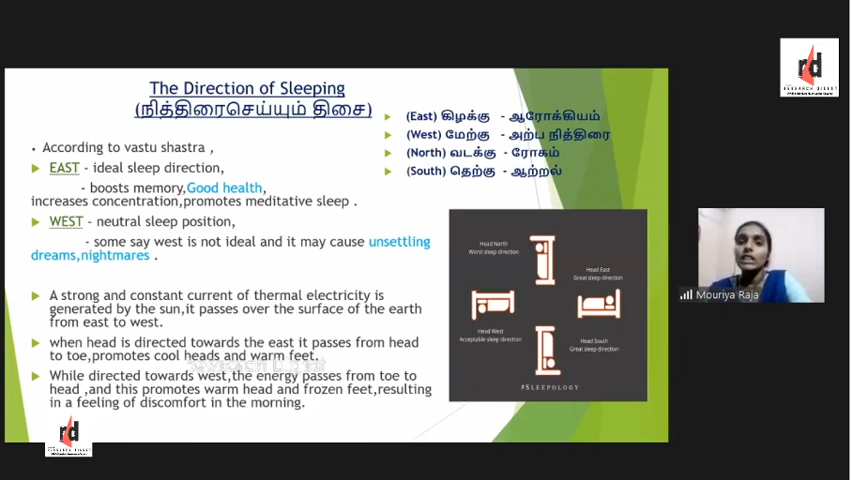 The Direction of Sleeping
(நித்திரைசெய்யும் திசை)
According to vastu shastra ,
EAST - ideal sleep direction,
- boosts memory,Good health,
increases concentration,promotes meditative sleep .
WEST - neutral sleep position,
- some say west is not ideal and it may cause unsettling
dreams,nightmares .
A strong and constant current of thermal electricity is
generated by the sun,it passes over the surface of the earth
from east to west.
when head is directed towards the east it passes from head
to toe,promotes cool heads and warm feet.
While directed towards west,the energy passes from toe to
head ,and this promotes warm head and frozen feet,resulting
in a feeling of discomfort in the morning.
(East) கிழக்கு - ஆரோக்கியம்
(West) மேற்கு - அற்ப நித்திரை
(North) வடக்கு - ரோகம்
(South) தெற்கு - ஆற்றல்
Head North
Worst sleep direction
Head East
Great sleep direction
Head West
Acceptable sleep direction
Head South
Great sleep direction
#SLEEPOLOGY
Mouriya Raja
rd
RESEARCH DIGEST
rd
RESEARCH DIGEST